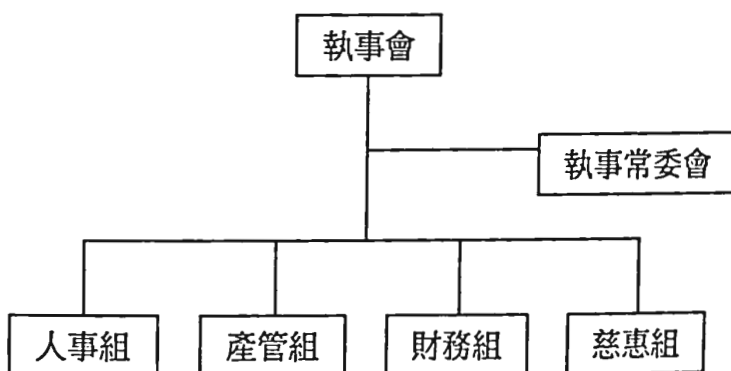 執事會
執事常委會
人事組
產管組
財務組
慈惠組